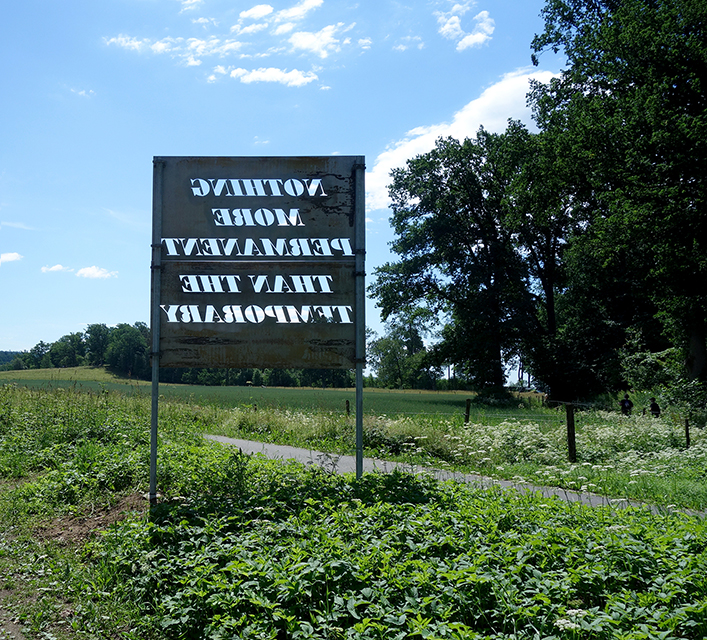 NOTHING
MORE
PERMANENT
THAN THE
TEMPORARY